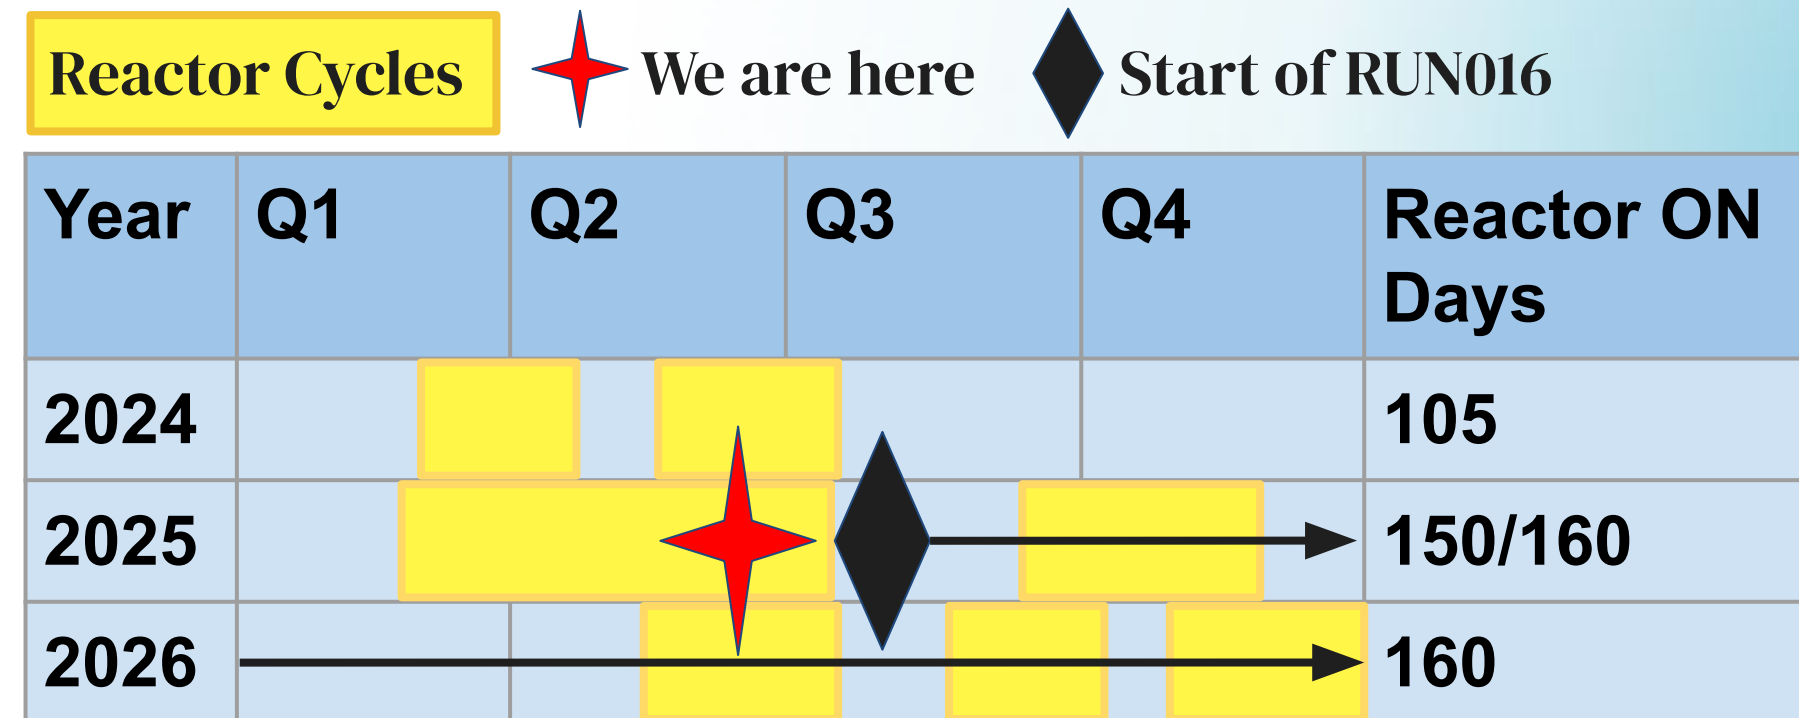 Reactor Cycles We are here Start of RUN016
Year Q1 Q2 Q3 Q4 Reactor ON
Days
2024 105
2025 150/160
2026 160